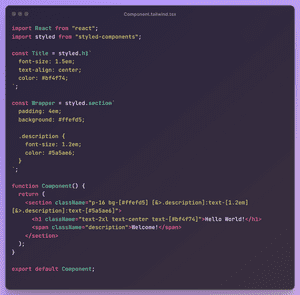 Component.tailwind.tsx
import React from "react";
import styled from "styled-components";
const Title = styled.h1`
font-size: 1.5em;
text-align: center;
color: #bf4f74;
`;
const Wrapper = styled.section`
padding: 4em;
background: #ffefd5;
.description {
font-size: 1.2em;
color: #5a5ae6;
}
`;
function Component() {
return (
<section className="p-16 bg-[#ffefd5] [&>.description]:text-[1.2em]
[&>.description]:text-[#5a5ae6]">
<h1 className="text-2xl text-center text-[#bf4f74]">Hello World!</h1>
<span className="description">Welcome!</span>
</section>
);
}
export default Component;